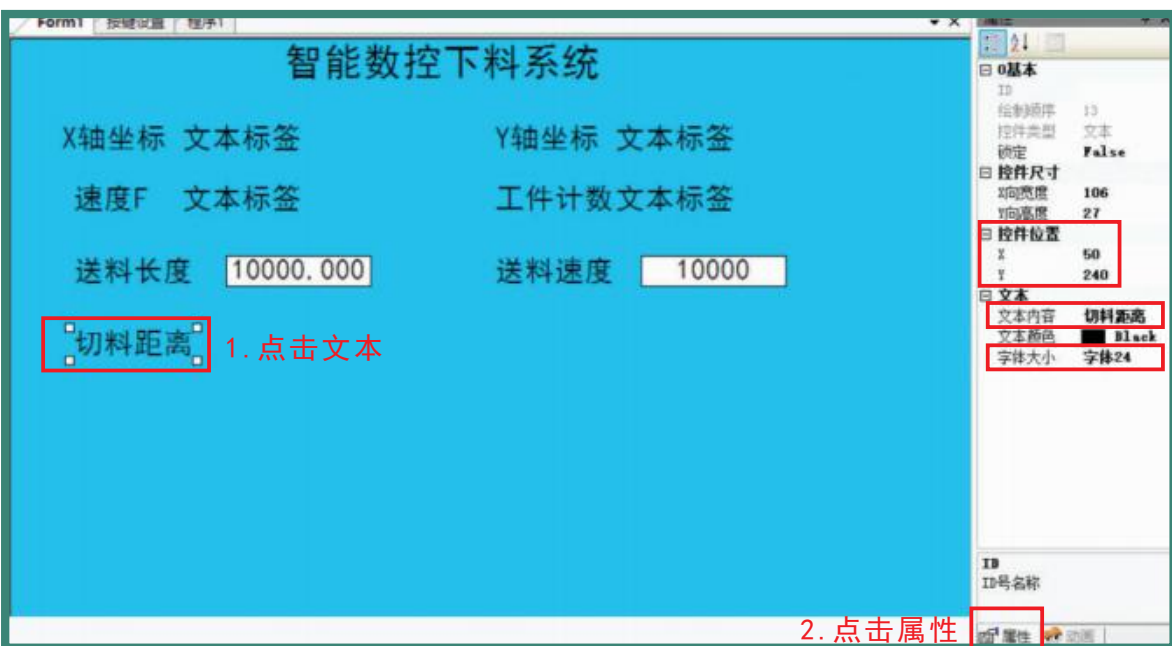 Form1 按键设置 程序1
属性
智能数控下料系统
X轴坐标 文本标签 Y轴坐标 文本标签
速度F 文本标签 工件计数 文本标签
送料长度 10000.000 送料速度 10000
切料距离 1.点击文本
0基本
ID
绘制顺序 13
控件类型 文本
锁定 False
控件尺寸
X向宽度 106
Y向高度 27
控件位置
X 50
Y 240
文本
文本内容 切料距离
文本颜色 Black
字体大小 字体24
ID
ID号名称
2.点击属性
属性 动画